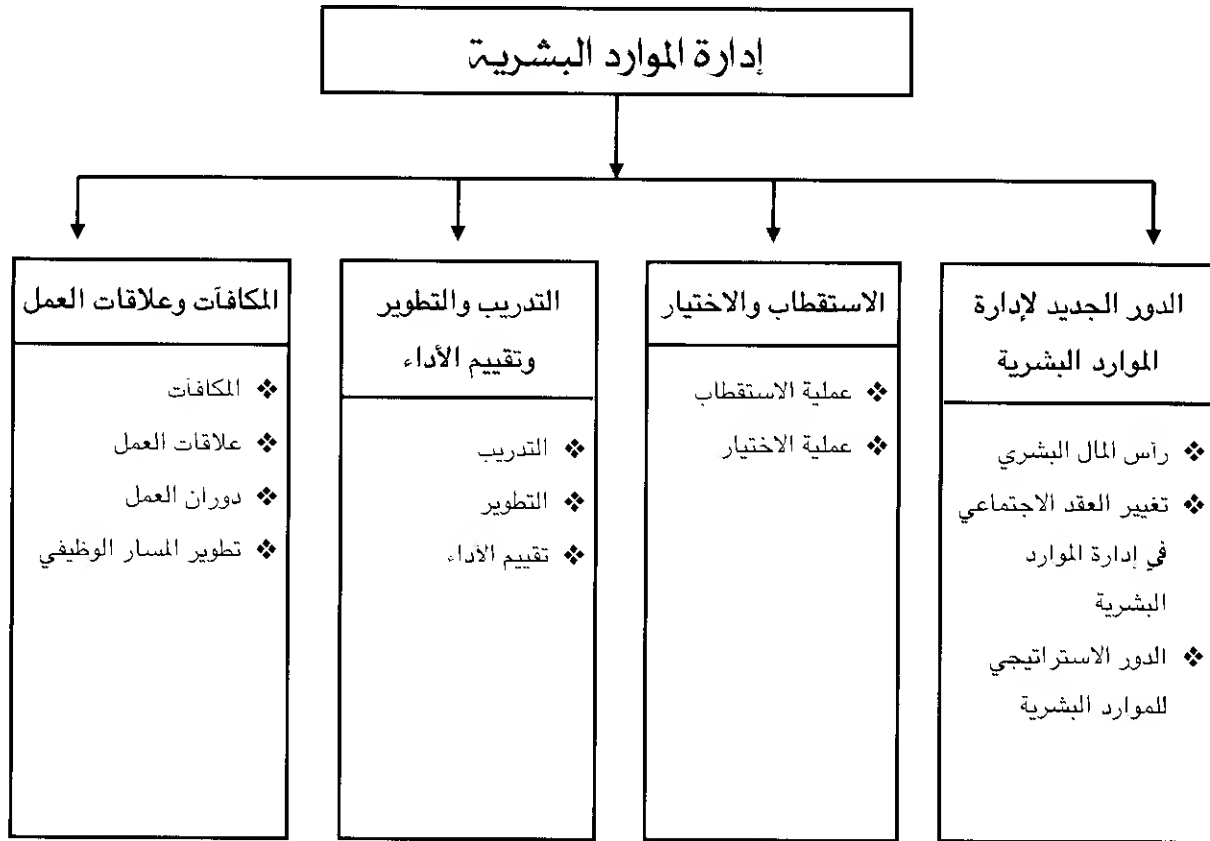 إدارة الموارد البشرية
الدور الجديد لإدارة
الموارد البشرية
❖ رأس المال البشري
❖ تغيير العقد الاجتماعي
في إدارة الموارد
البشرية
❖ الدور الاستراتيجي
للموارد البشرية
الاستقطاب والاختيار
❖ عملية الاستقطاب
❖ عملية الاختيار
التدريب والتطوير
وتقييم الأداء
❖ التدريب
❖ التطوير
❖ تقييم الأداء
المكافآت وعلاقات العمل
❖ المكافآت
❖ علاقات العمل
❖ دوران العمل
❖ تطوير المسار الوظيفي